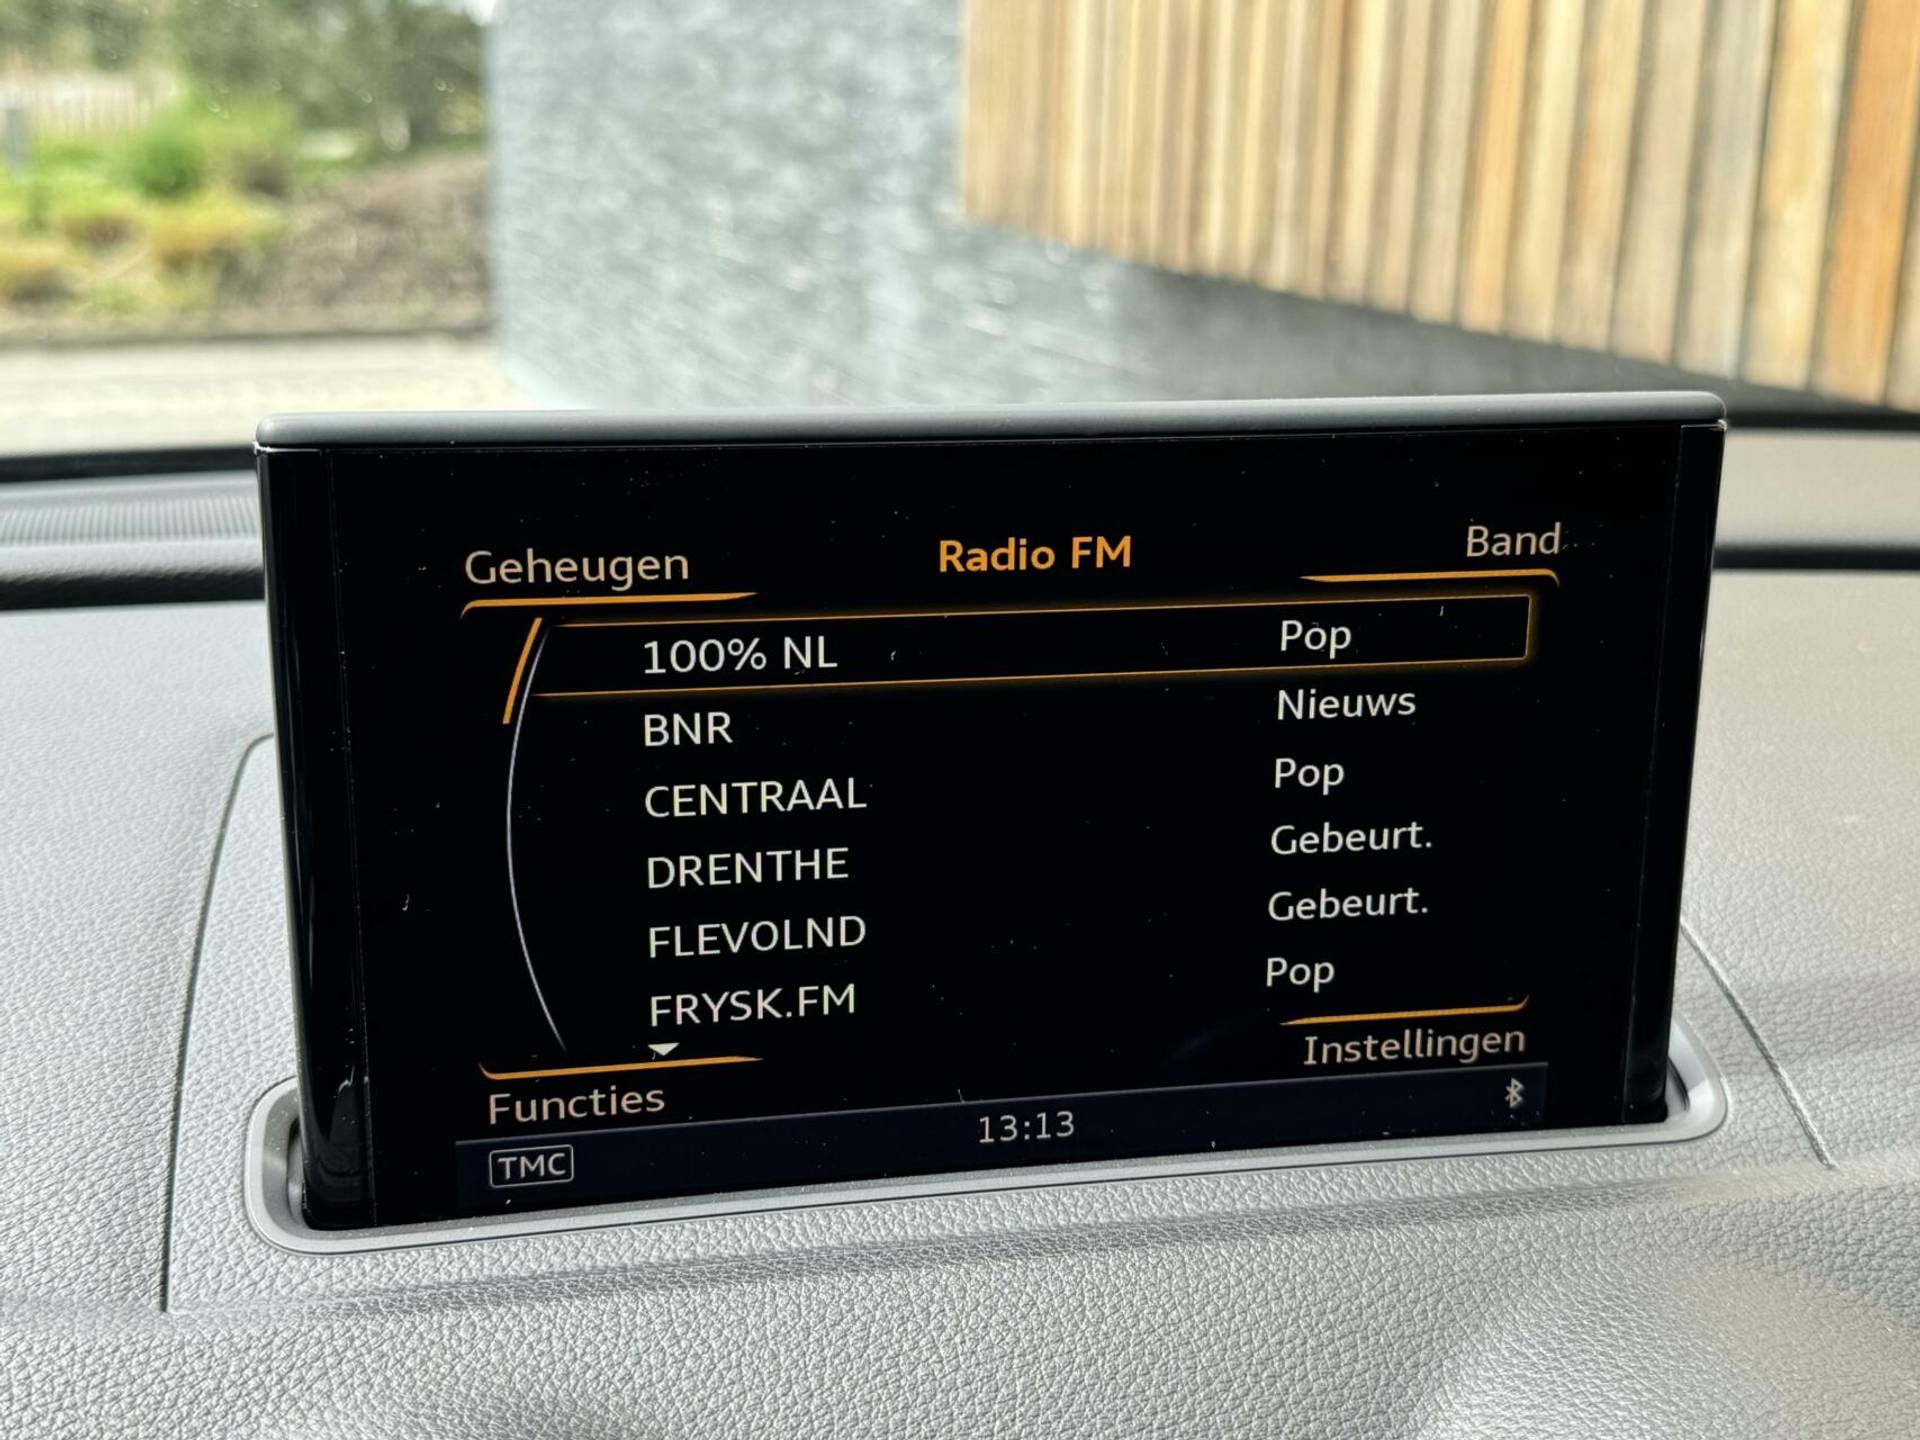 Geheugen Radio FM Band
100% NL Pop
BNR Nieuws
CENTRAAL Pop
DRENTHE Gebeurt.
FLEVOLND Gebeurt.
FRYSK.FM Pop
Functies Instellingen
TMC 13:13